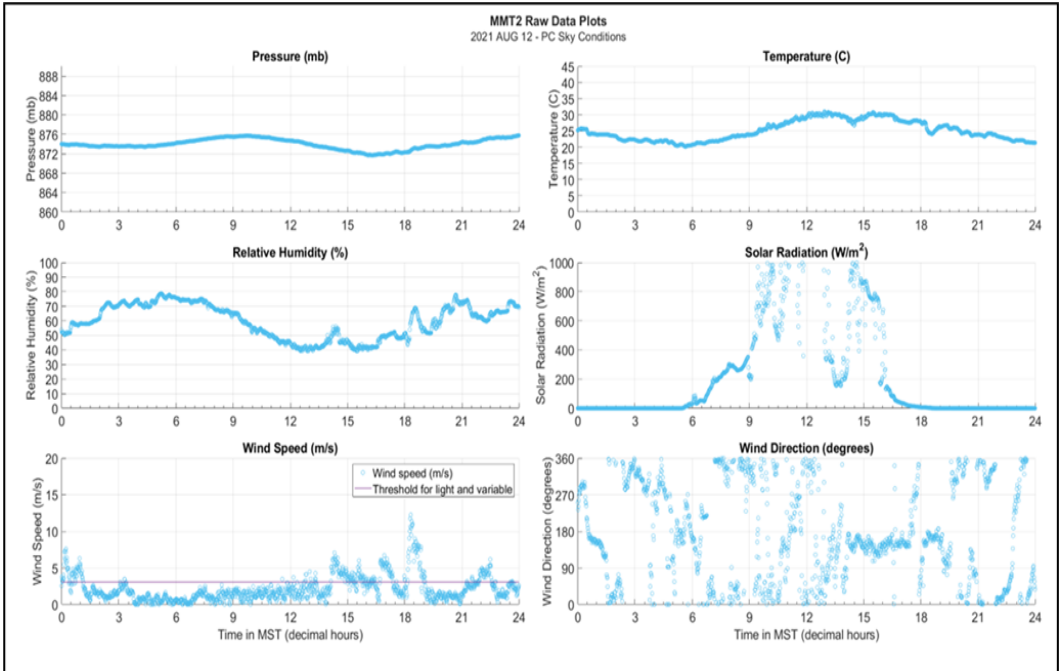 MMT2 Raw Data Plots
2021 AUG 12 - PC Sky Conditions
Pressure (mb)
Pressure (mb)
888
884
880
876
872
868
864
860
0 3 6 9 12 15 18 21 24
Temperature (C)
Temperature (C)
45
40
35
30
25
20
15
10
5
0
0 3 6 9 12 15 18 21 24
Relative Humidity (%)
Relative Humidity (%)
100
90
80
70
60
50
40
30
20
10
0
0 3 6 9 12 15 18 21 24
Solar Radiation (W/m²)
Solar Radiation (W/m²)
1000
800
600
400
200
0
0 3 6 9 12 15 18 21 24
Wind Speed (m/s)
Wind Speed (m/s)
20
15
10
5
0
Wind speed (m/s)
Threshold for light and variable
0 3 6 9 12 15 18 21 24
Time in MST (decimal hours)
Wind Direction (degrees)
Wind Direction (degrees)
360
270
180
90
0
0 3 6 9 12 15 18 21 24
Time in MST (decimal hours)